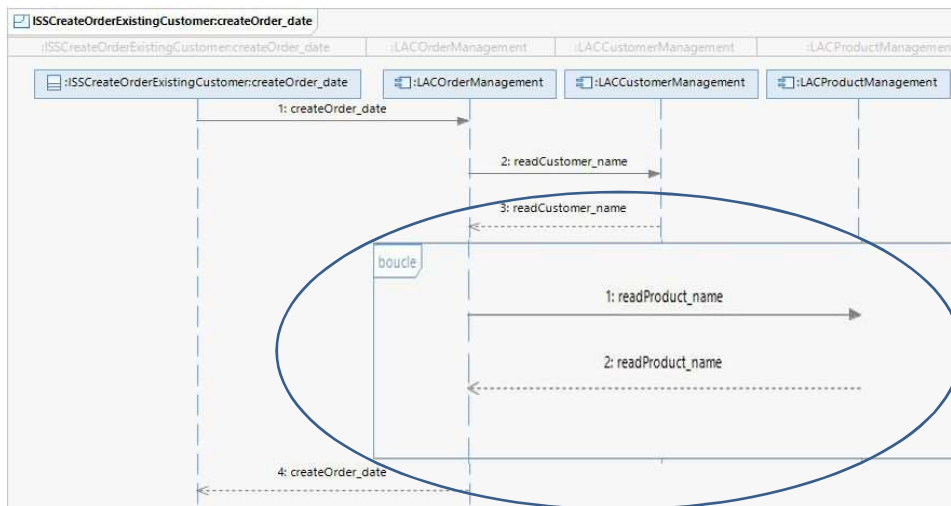 ISSCreateOrderExistingCustomer:createOrder_date
:ISSCreateOrderExistingCustomer:createOrder_date :LACOrderManagement :LACCustomerManagement :LACProductManagemen
:ISSCreateOrderExistingCustomer:createOrder_date :LACOrderManagement :LACCustomerManagement :LACProductManagement
1: createOrder_date
2: readCustomer_name
3: readCustomer_name
boucle
1: readProduct_name
2: readProduct_name
4: createOrder_date